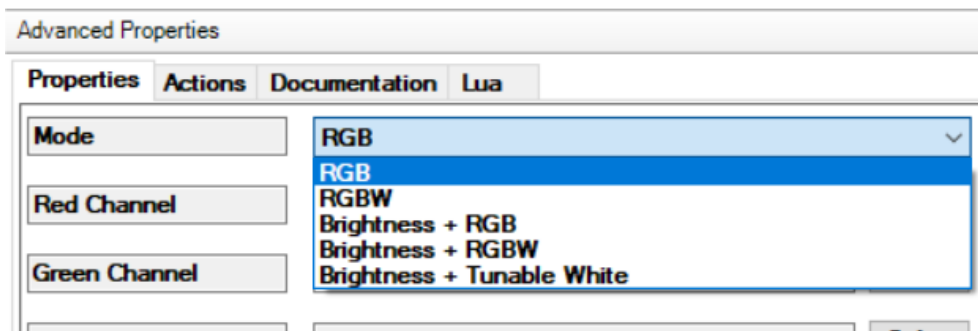 Advanced Properties
Properties Actions Documentation Lua
Mode RGB
RGB
Red Channel RGBW
Brightness + RGB
Brightness + RGBW
Green Channel Brightness + Tunable White